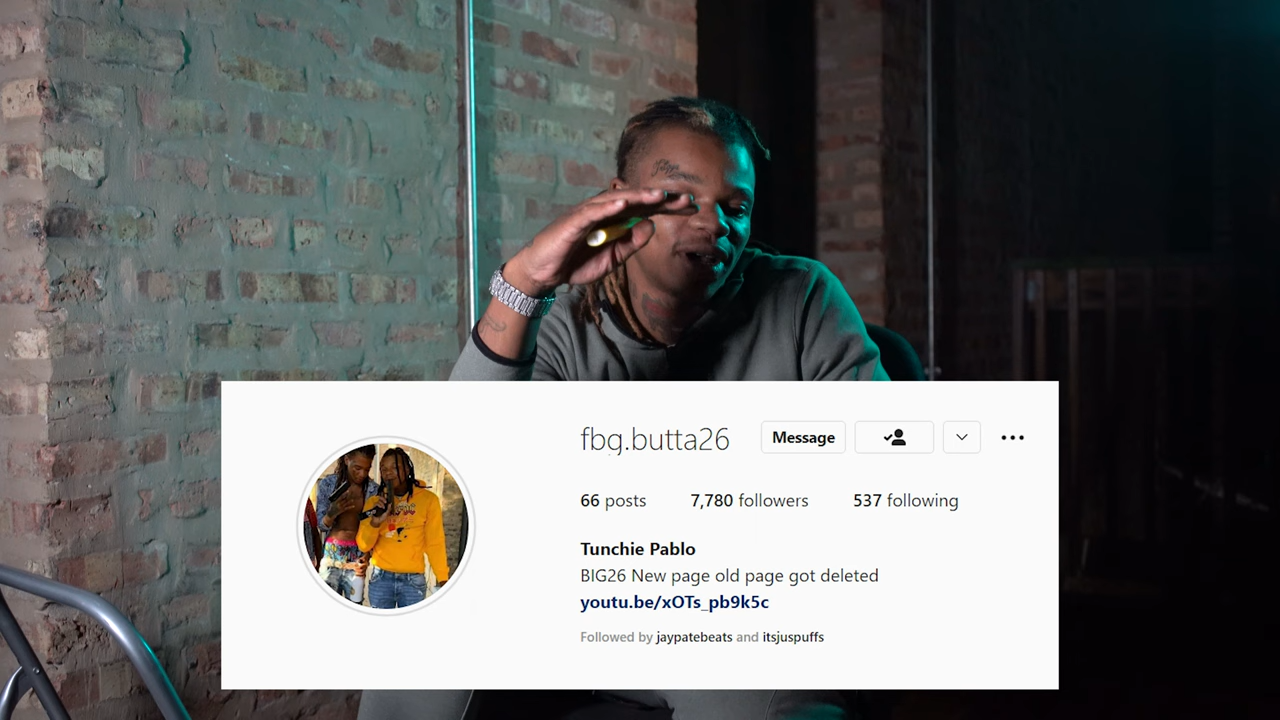 fbg.butta26 Message
66 posts 7,780 followers 537 following
Tunchie Pablo
BIG26 New page old page got deleted
youtu.be/xOTs_pb9k5c
Followed by jaypatebeats and itsjuspuffs